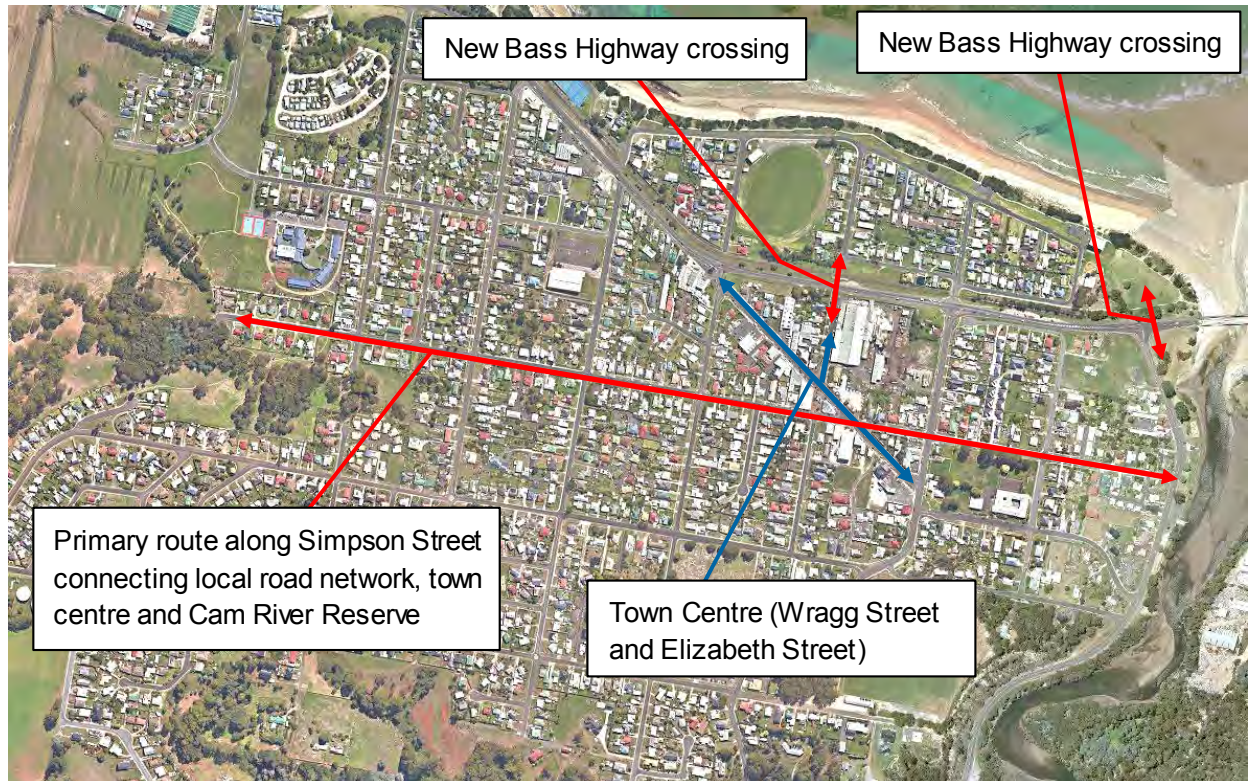 New Bass Highway crossing
New Bass Highway crossing
Primary route along Simpson Street
connecting local road network, town
centre and Cam River Reserve
Town Centre (Wragg Street
and Elizabeth Street)